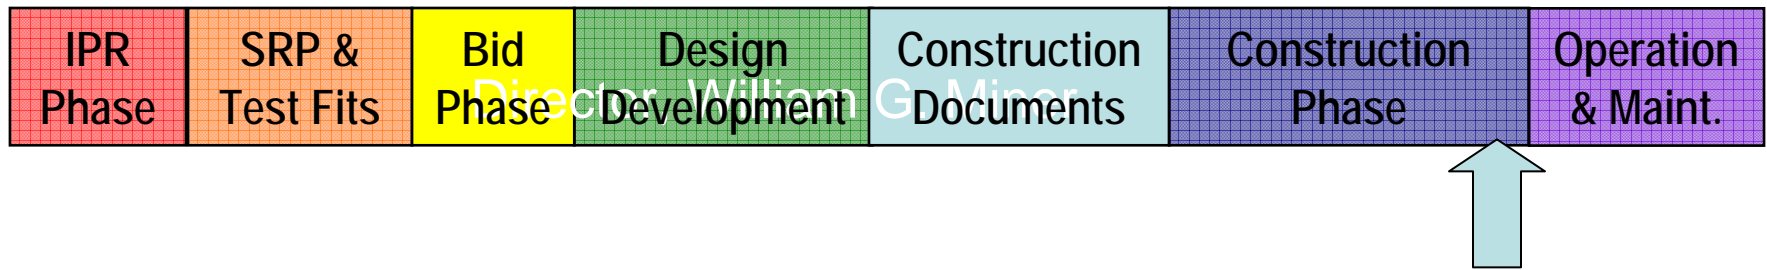 IPR Phase
SRP & Test Fits
Bid Phase
Design Development
Construction Documents
Construction Phase
Operation & Maint.
Director, William G. Miner